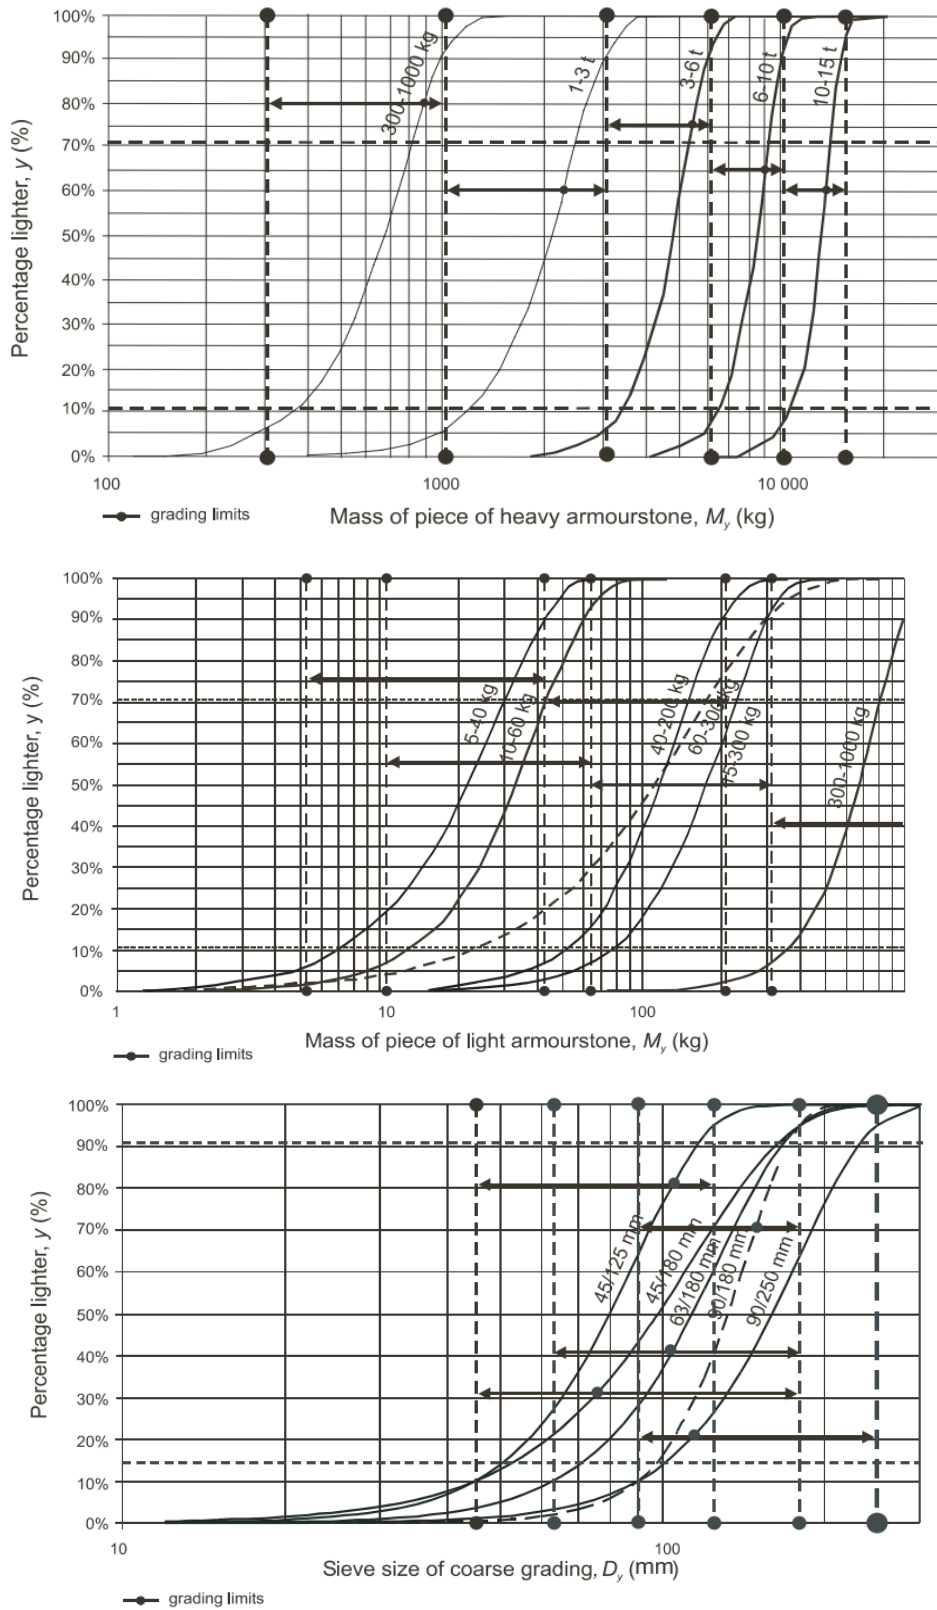 100%
90%
80%
70%
60%
50%
40%
30%
20%
10%
0%
Percentage lighter, y (%)
300-1000 kg
1-3 t
3-6 t
6-10 t
10-15 t
100
1000
10 000
grading limits
Mass of piece of heavy armourstone, My (kg)
100%
90%
80%
70%
60%
50%
40%
30%
20%
10%
0%
Percentage lighter, y (%)
5-40 kg
10-60 kg
40-200 kg
60-300 kg
15-300 kg
300-1000 kg
1
10
100
Mass of piece of light armourstone, My (kg)
grading limits
100%
90%
80%
70%
60%
50%
40%
30%
20%
10%
0%
Percentage lighter, y (%)
45/125 mm
45/180 mm
63/180 mm
90/180 mm
90/250 mm
10
100
Sieve size of coarse grading, Dy (mm)
grading limits